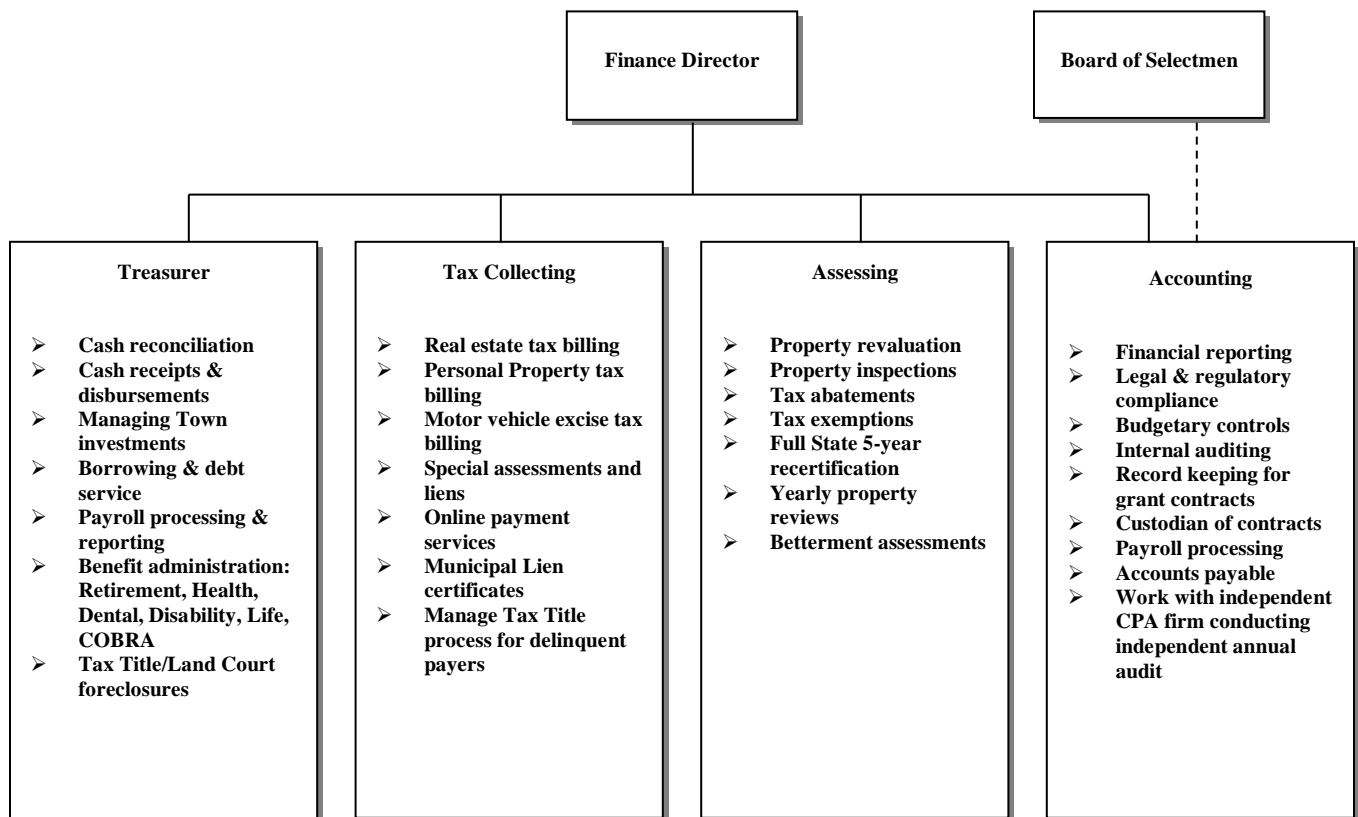 Finance Director
Board of Selectmen
Treasurer
➢ Cash reconciliation
➢ Cash receipts &
disbursements
➢ Managing Town
investments
➢ Borrowing & debt
service
➢ Payroll processing &
reporting
➢ Benefit administration:
Retirement, Health,
Dental, Disability, Life,
COBRA
➢ Tax Title/Land Court
foreclosures
Tax Collecting
➢ Real estate tax billing
➢ Personal Property tax
billing
➢ Motor vehicle excise tax
billing
➢ Special assessments and
liens
➢ Online payment
services
➢ Municipal Lien
certificates
➢ Manage Tax Title
process for delinquent
payers
Assessing
➢ Property revaluation
➢ Property inspections
➢ Tax abatements
➢ Tax exemptions
➢ Full State 5-year
recertification
➢ Yearly property
reviews
➢ Betterment assessments
Accounting
➢ Financial reporting
➢ Legal & regulatory
compliance
➢ Budgetary controls
➢ Internal auditing
➢ Record keeping for
grant contracts
➢ Custodian of contracts
➢ Payroll processing
➢ Accounts payable
➢ Work with independent
CPA firm conducting
independent annual
audit